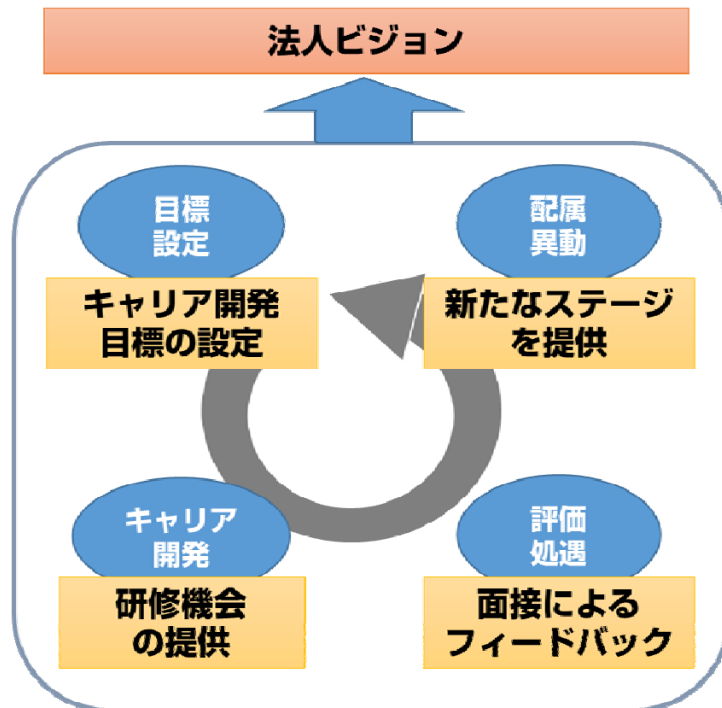 法人ビジョン
目標
設定
キャリア開発
目標の設定
配属
異動
新たなステージ
を提供
キャリア
開発
研修機会
の提供
評価
処遇
面接による
フィードバック